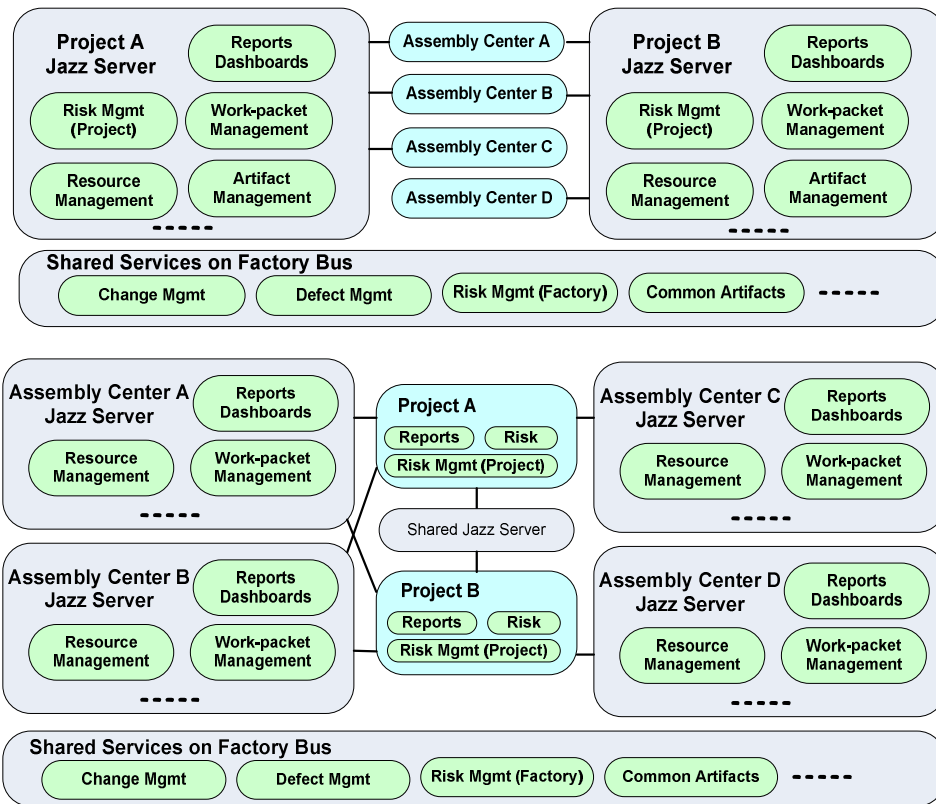 Project A
Jazz Server
Reports
Dashboards
Risk Mgmt
(Project)
Work-packet
Management
Resource
Management
Artifact
Management
Assembly Center A
Assembly Center B
Assembly Center C
Assembly Center D
Project B
Jazz Server
Reports
Dashboards
Risk Mgmt
(Project)
Work-packet
Management
Resource
Management
Artifact
Management
Shared Services on Factory Bus
Change Mgmt
Defect Mgmt
Risk Mgmt (Factory)
Common Artifacts
Assembly Center A
Jazz Server
Reports
Dashboards
Resource
Management
Work-packet
Management
Assembly Center B
Jazz Server
Reports
Dashboards
Resource
Management
Work-packet
Management
Project A
Reports
Risk
Risk Mgmt (Project)
Shared Jazz Server
Project B
Reports
Risk
Risk Mgmt (Project)
Assembly Center C
Jazz Server
Reports
Dashboards
Resource
Management
Work-packet
Management
Assembly Center D
Jazz Server
Reports
Dashboards
Resource
Management
Work-packet
Management
Shared Services on Factory Bus
Change Mgmt
Defect Mgmt
Risk Mgmt (Factory)
Common Artifacts